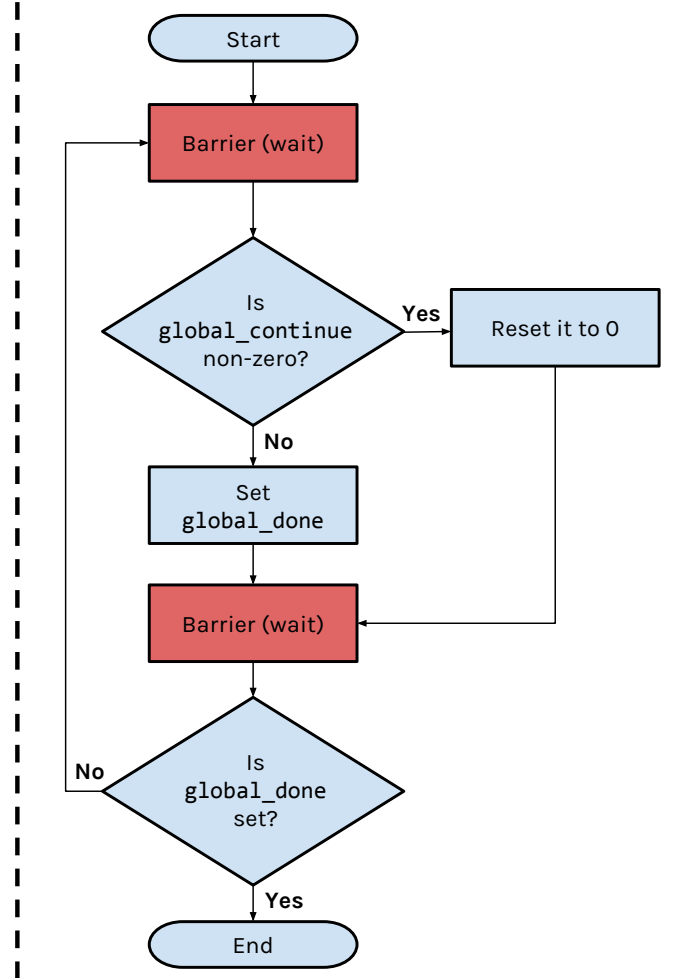 Start
Barrier (wait)
Is
global_continue
non-zero?
Yes
Reset it to 0
No
Set
global_done
Barrier (wait)
Is
global_done
set?
No
Yes
End